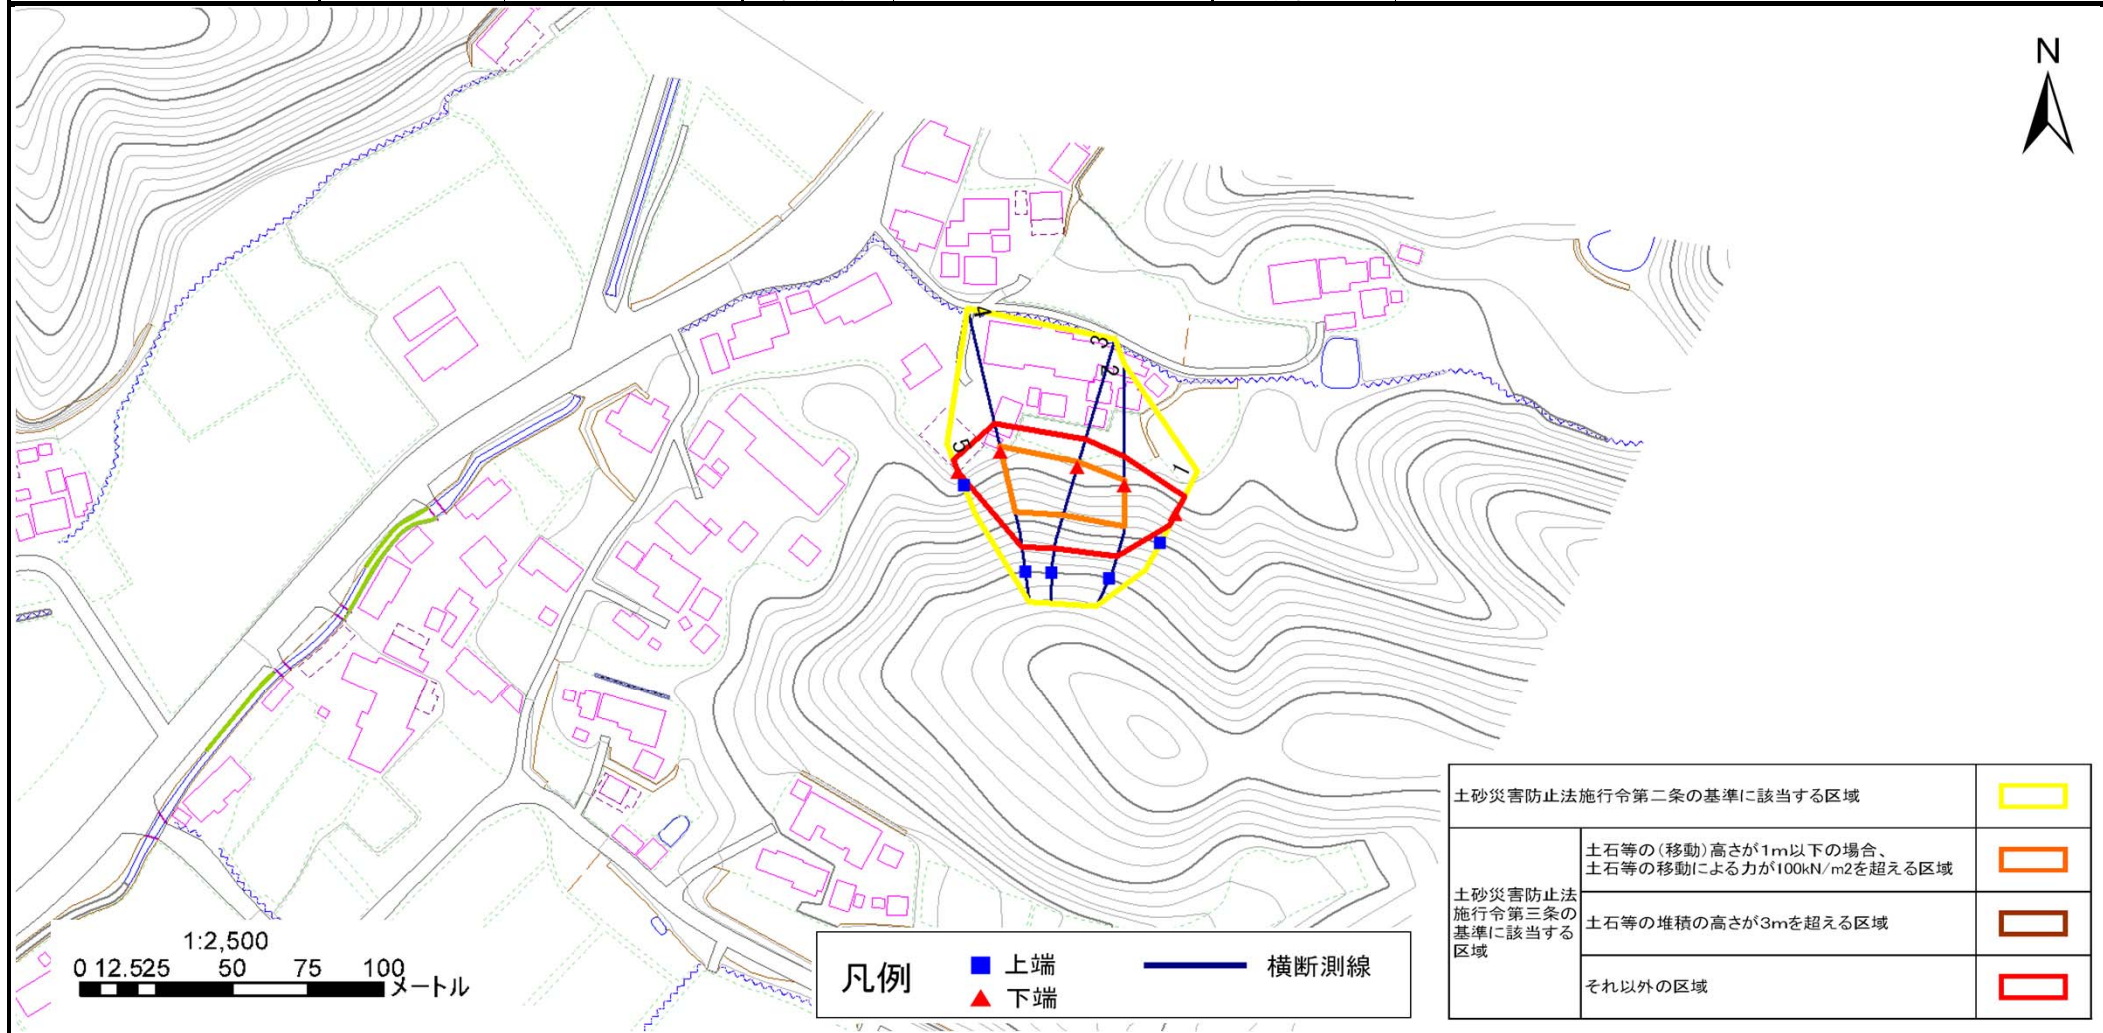 N
4
3
2
5
1
土砂災害防止法施行令第二条の基準に該当する区域
土砂災害防止法
施行令第三条の
基準に該当する
区域
土石等の(移動)高さが1m以下の場合、
土石等の移動による力が100kN/m2を超える区域
土石等の堆積の高さが3mを超える区域
それ以外の区域
1:2,500
0 12.525 50 75 100
メートル
凡例
上端
下端
横断測線